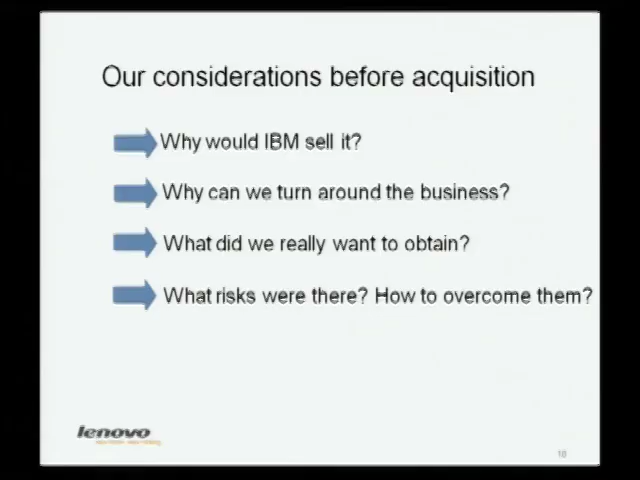 Our considerations before acquisition
Why would IBM sell it?
Why can we turn around the business?
What did we really want to obtain?
What risks were there? How to overcome them?
lenovo
18